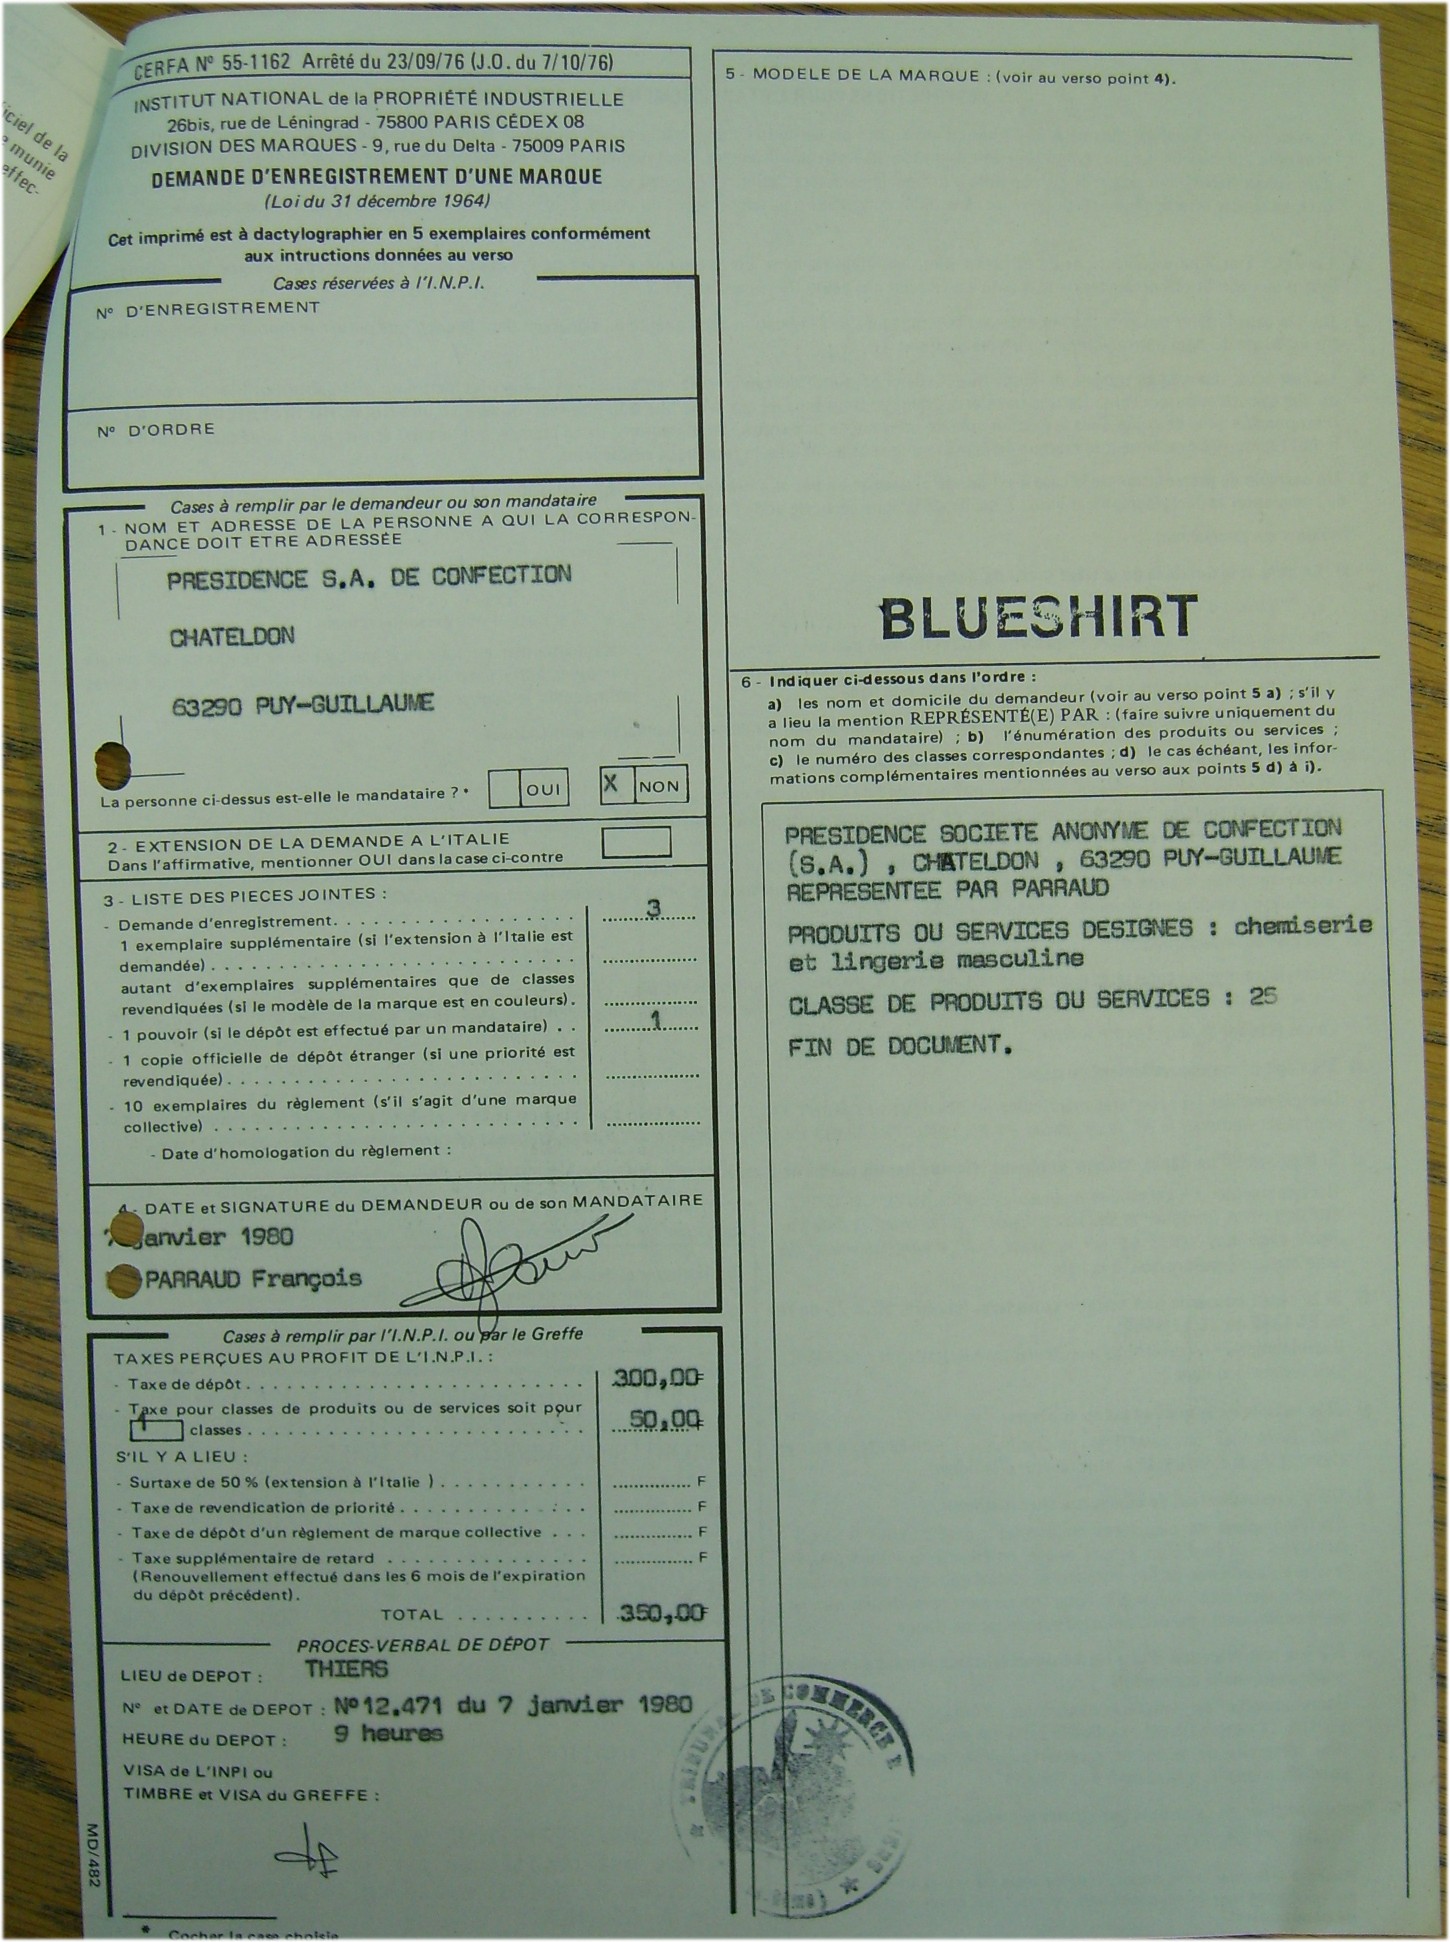 iciel de la
munie
effec-
CERFA Nº 55-1162 Arrêté du 23/09/76 (J.O. du 7/10/76)
INSTITUT NATIONAL de la PROPRIÉTÉ INDUSTRIELLE
26bis, rue de Léningrad - 75800 PARIS CÉDEX 08
DIVISION DES MARQUES - 9, rue du Delta - 75009 PARIS
DEMANDE D'ENREGISTREMENT D'UNE MARQUE
(Loi du 31 décembre 1964)
Cet imprimé est à dactylographier en 5 exemplaires conformément
aux intructions données au verso
Cases réservées à l'I.N.P.I.
Nº D'ENREGISTREMENT
Nº D'ORDRE
Cases à remplir par le demandeur ou son mandataire
1 - NOM ET ADRESSE DE LA PERSONNE A QUI LA CORRESPON-
DANCE DOIT ETRE ADRESSÉE
PRESIDENCE S.A. DE CONFECTION
CHATELDON
63290 PUY-GUILLAUME
La personne ci-dessus est-elle le mandataire ? * OUI X NON
2 - EXTENSION DE LA DEMANDE A L'ITALIE
Dans l'affirmative, mentionner OUI dans la case ci-contre
3 - LISTE DES PIECES JOINTES :
- Demande d'enregistrement. . . . . . . . . . . . . . . . . . 3
1 exemplaire supplémentaire (si l'extension à l'Italie est
demandée) . . . . . . . . . . . . . . . . . . . . . . . . . .
autant d'exemplaires supplémentaires que de classes
revendiquées (si le modèle de la marque est en couleurs).
- 1 pouvoir (si le dépôt est effectué par un mandataire) . . 1
- 1 copie officielle de dépôt étranger (si une priorité est
revendiquée) . . . . . . . . . . . . . . . . . . . . . . . . .
- 10 exemplaires du règlement (s'il s'agit d'une marque
collective) . . . . . . . . . . . . . . . . . . . . . . . . . .
- Date d'homologation du règlement :
4 - DATE et SIGNATURE du DEMANDEUR ou de son MANDATAIRE
janvier 1980
PARRAUD François
Cases à remplir par l'I.N.P.I. ou par le Greffe
TAXES PERÇUES AU PROFIT DE L'I.N.P.I. :
- Taxe de dépôt . . . . . . . . . . . . . . . . . . . . . . . . 300,00F
- Taxe pour classes de produits ou de services soit pour
1 classes . . . . . . . . . . . . . . . . . . . . . . . . 50,00F
S'IL Y A LIEU :
- Surtaxe de 50 % (extension à l'Italie ) . . . . . . . . . . . F
- Taxe de revendication de priorité . . . . . . . . . . . . . . F
- Taxe de dépôt d'un règlement de marque collective . . . F
- Taxe supplémentaire de retard . . . . . . . . . . . . . . . F
(Renouvellement effectué dans les 6 mois de l'expiration
du dépôt précédent).
TOTAL . . . . . . . . . . 350,00F
PROCES-VERBAL DE DÉPOT
LIEU de DEPOT : THIERS
Nº et DATE de DEPOT : Nº12.471 du 7 janvier 1980
HEURE du DEPOT : 9 heures
VISA de L'INPI ou
TIMBRE et VISA du GREFFE :
MD/482
* Cocher la case choisie
5 - MODELE DE LA MARQUE : (voir au verso point 4).
BLUESHIRT
6 - Indiquer ci-dessous dans l'ordre :
a) les nom et domicile du demandeur (voir au verso point 5 a) ; s'il y
a lieu la mention REPRÉSENTÉ(E) PAR : (faire suivre uniquement du
nom du mandataire) ; b) l'énumération des produits ou services ;
c) le numéro des classes correspondantes ; d) le cas échéant, les infor-
mations complémentaires mentionnées au verso aux points 5 d) à i).
PRESIDENCE SOCIETE ANONYME DE CONFECTION
(S.A.) , CHATELDON , 63290 PUY-GUILLAUME
REPRESENTEE PAR PARRAUD
PRODUITS OU SERVICES DESIGNES : chemiserie
et lingerie masculine
CLASSE DE PRODUITS OU SERVICES : 25
FIN DE DOCUMENT.
TRIBUNAL DE COMMERCE